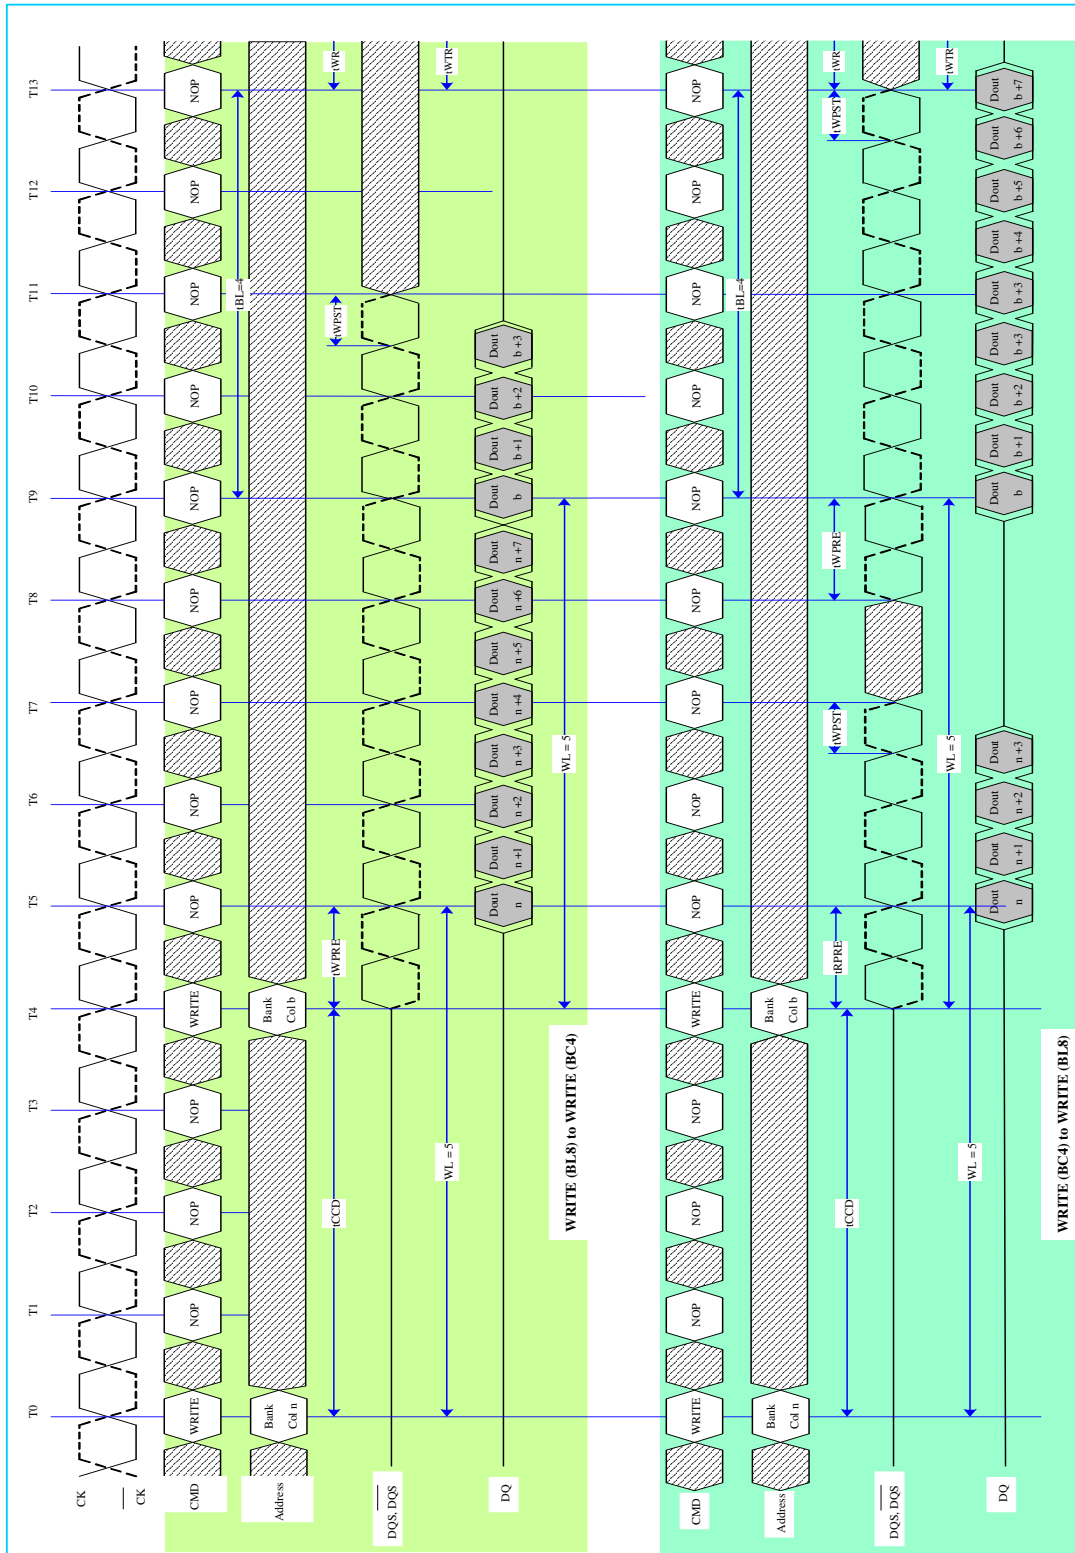 T0 T1 T2 T3 T4 T5 T6 T7 T8 T9 T10 T11 T12 T13
CK
CK
CMD WRITE NOP NOP NOP WRITE NOP NOP NOP NOP NOP NOP NOP NOP NOP
tBL=4
Address Bank Col n Bank Col b
tCCD tWPRE tWPST tWR
DQS, DQS
WL = 5 tWTR
DQ Dout n Dout n +1 Dout n +2 Dout n +3 Dout n +4 Dout n +5 Dout n +6 Dout n +7 Dout b Dout b +1 Dout b +2 Dout b +3
WL = 5
WRITE (BL8) to WRITE (BC4)
CMD WRITE NOP NOP NOP WRITE NOP NOP NOP NOP NOP NOP NOP NOP NOP
tBL=4
Address Bank Col n Bank Col b
tCCD tRPRE tWPST tWPRE tWPST tWR
DQS, DQS
WL = 5 tWTR
WL = 5
DQ Dout n Dout n +1 Dout n +2 Dout n +3 Dout b Dout b +1 Dout b +2 Dout b +3 Dout b +3 Dout b +4 Dout b +5 Dout b +6 Dout b +7
WRITE (BC4) to WRITE (BL8)